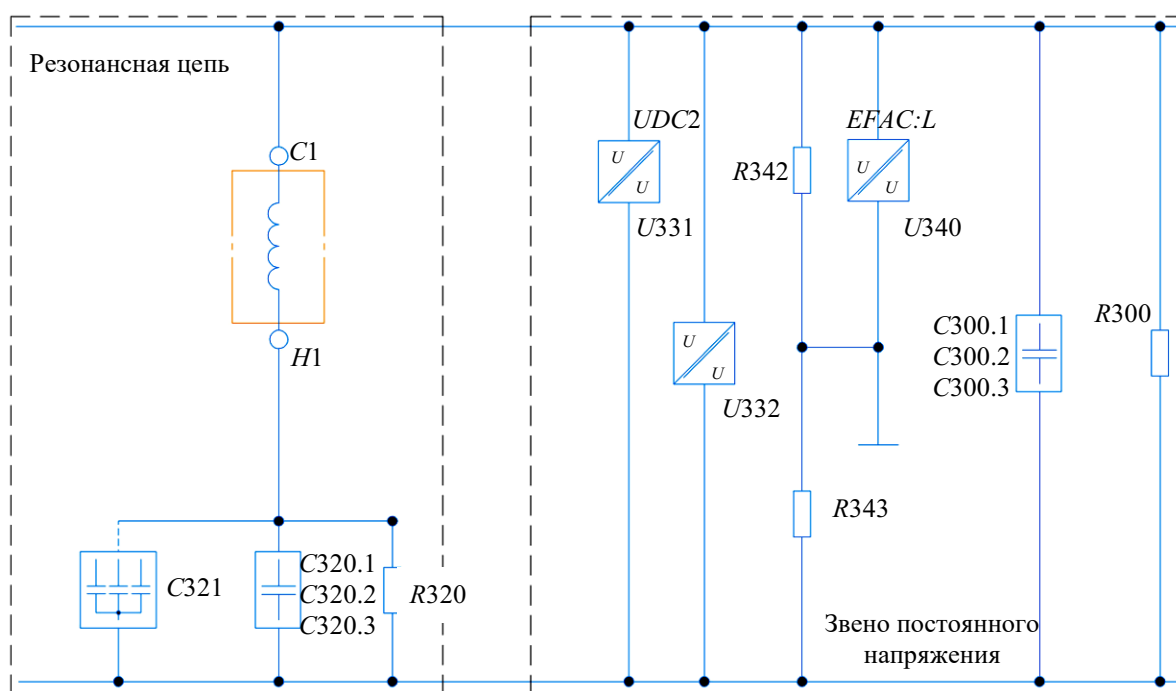 Резонансная цепь
C1
H1
C321
C320.1
C320.2
C320.3
R320
UDC2
U
U
U331
U
U
U332
R342
EFAC:L
U
U
U340
R343
C300.1
C300.2
C300.3
R300
Звено постоянного
напряжения